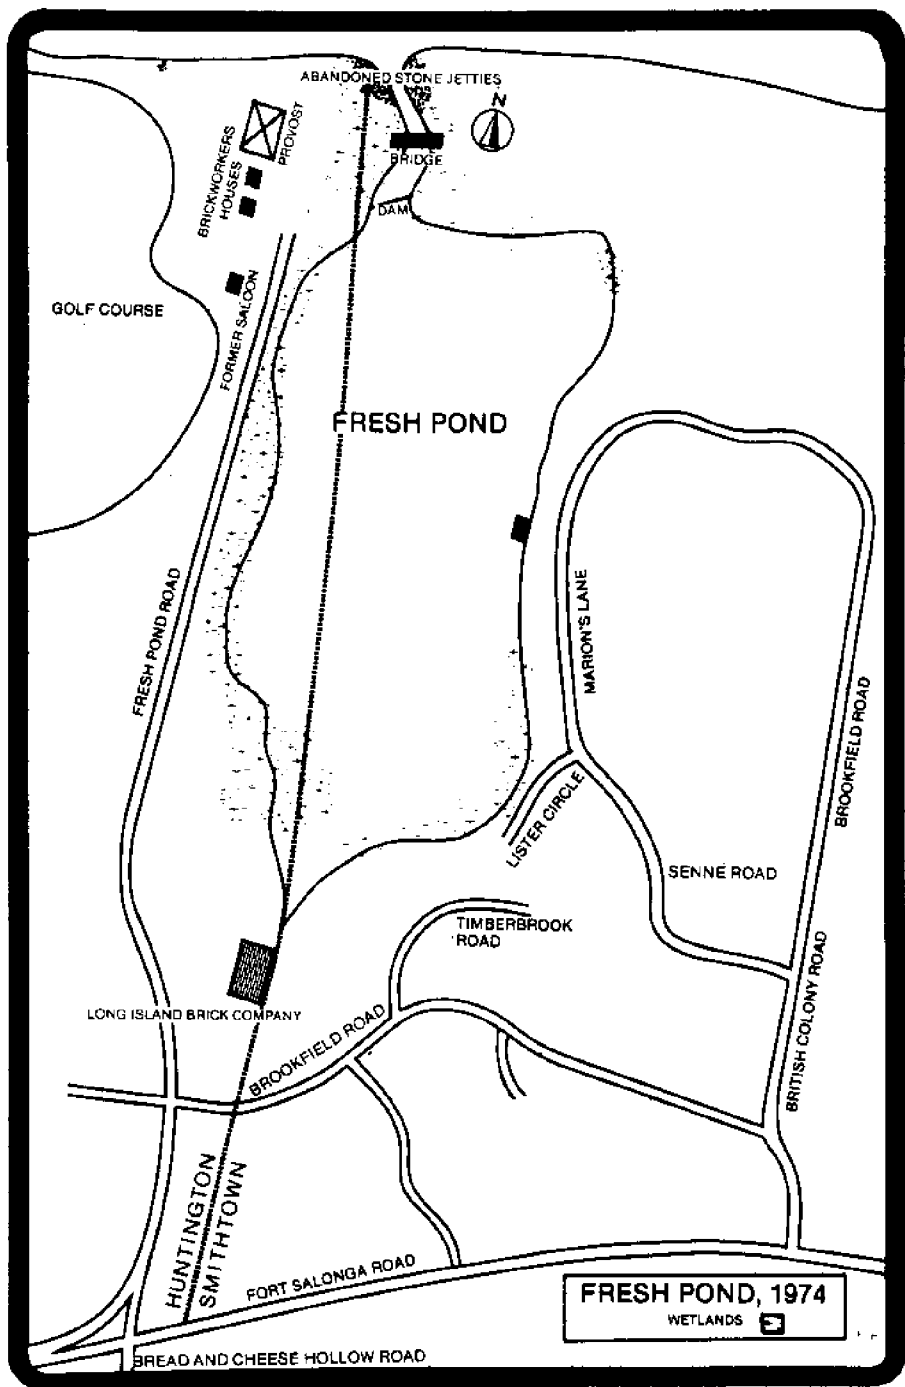 ABANDONED STONE JETTIES
N
PROVOST
BRICKWORKERS
HOUSES
BRIDGE
DAM
GOLF COURSE
FORMER SALOON
FRESH POND
FRESH POND ROAD
MARION'S LANE
BROOKFIELD ROAD
LISTER CIRCLE
SENNE ROAD
TIMBERBROOK
ROAD
BRITISH COLONY ROAD
LONG ISLAND BRICK COMPANY
BROOKFIELD ROAD
HUNTINGTON
SMITHTOWN
FORT SALONGA ROAD
FRESH POND, 1974
WETLANDS
BREAD AND CHEESE HOLLOW ROAD